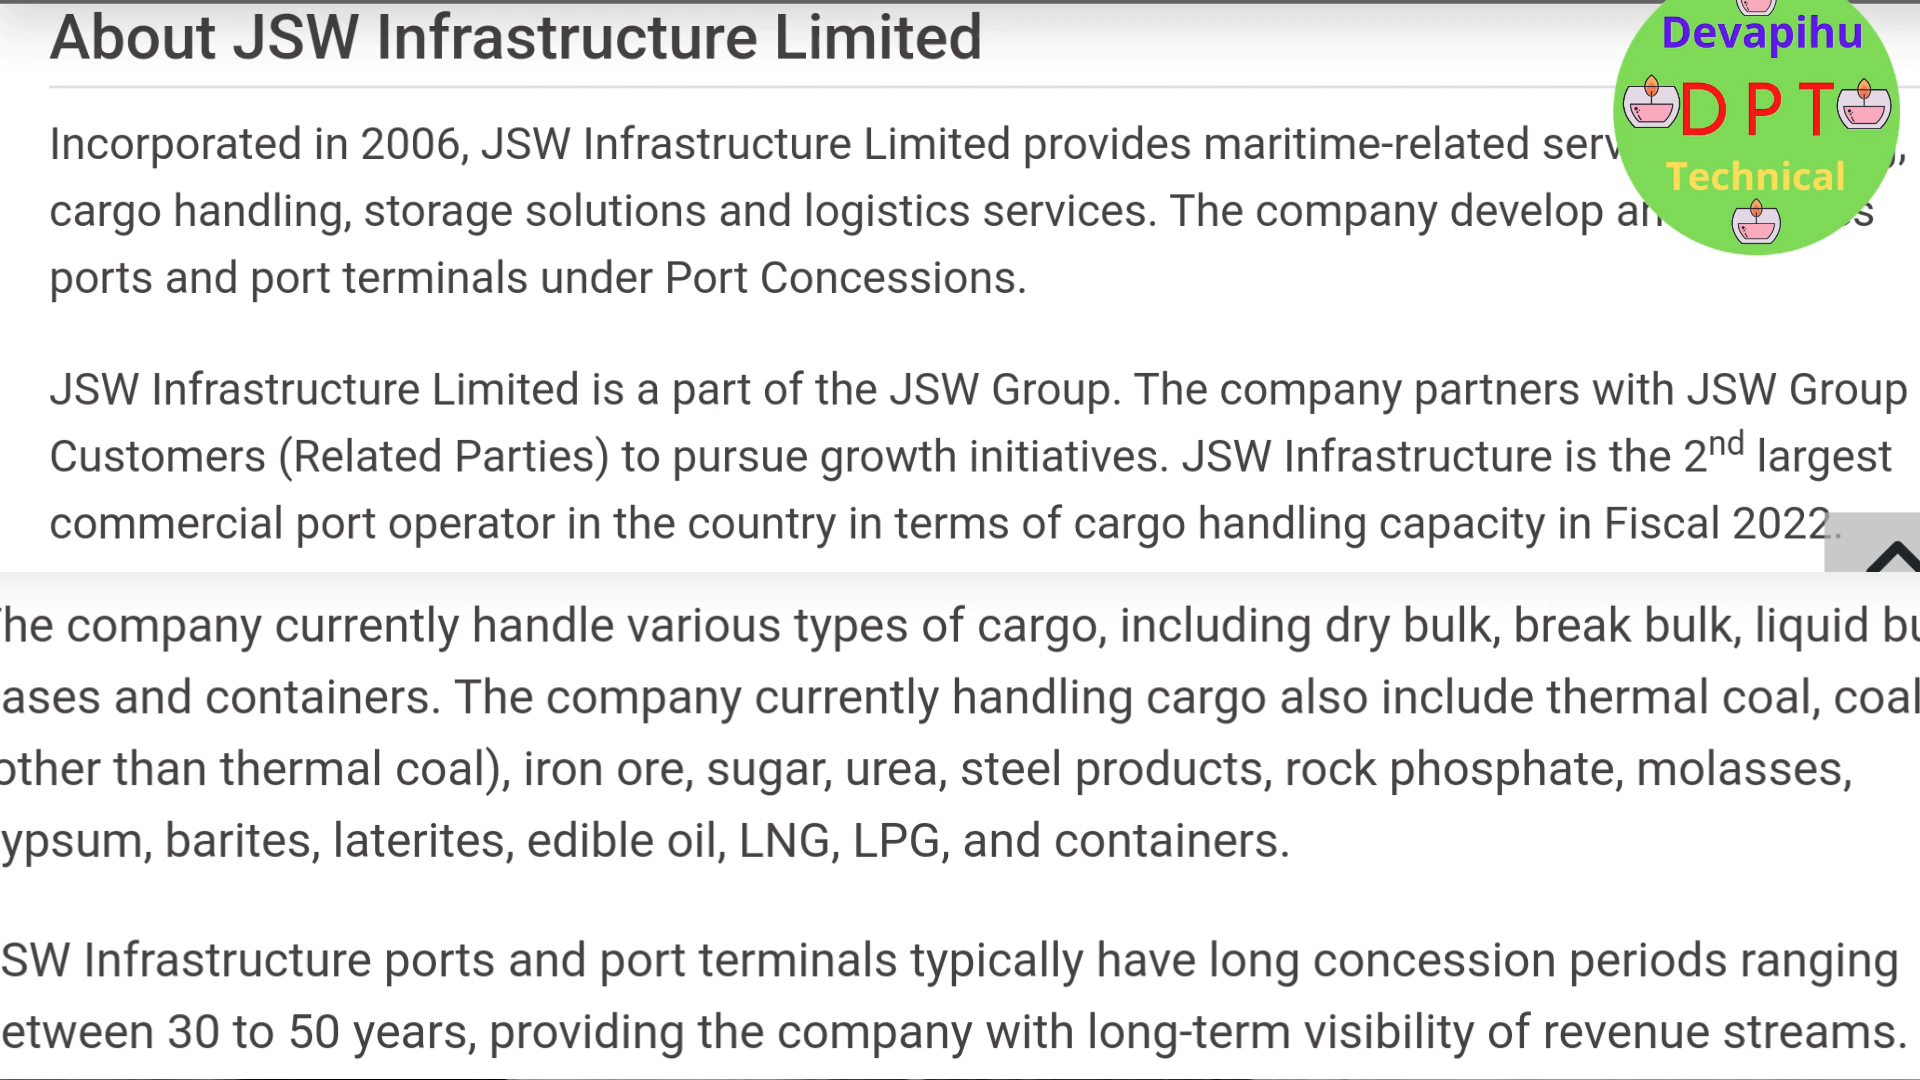 About JSW Infrastructure Limited
Devapihu
D P T
Technical
Incorporated in 2006, JSW Infrastructure Limited provides maritime-related serv
cargo handling, storage solutions and logistics services. The company develop an s
ports and port terminals under Port Concessions.
JSW Infrastructure Limited is a part of the JSW Group. The company partners with JSW Group
Customers (Related Parties) to pursue growth initiatives. JSW Infrastructure is the 2nd largest
commercial port operator in the country in terms of cargo handling capacity in Fiscal 2022.
he company currently handle various types of cargo, including dry bulk, break bulk, liquid bu
ases and containers. The company currently handling cargo also include thermal coal, coal
other than thermal coal), iron ore, sugar, urea, steel products, rock phosphate, molasses,
ypsum, barites, laterites, edible oil, LNG, LPG, and containers.
SW Infrastructure ports and port terminals typically have long concession periods ranging
etween 30 to 50 years, providing the company with long-term visibility of revenue streams.